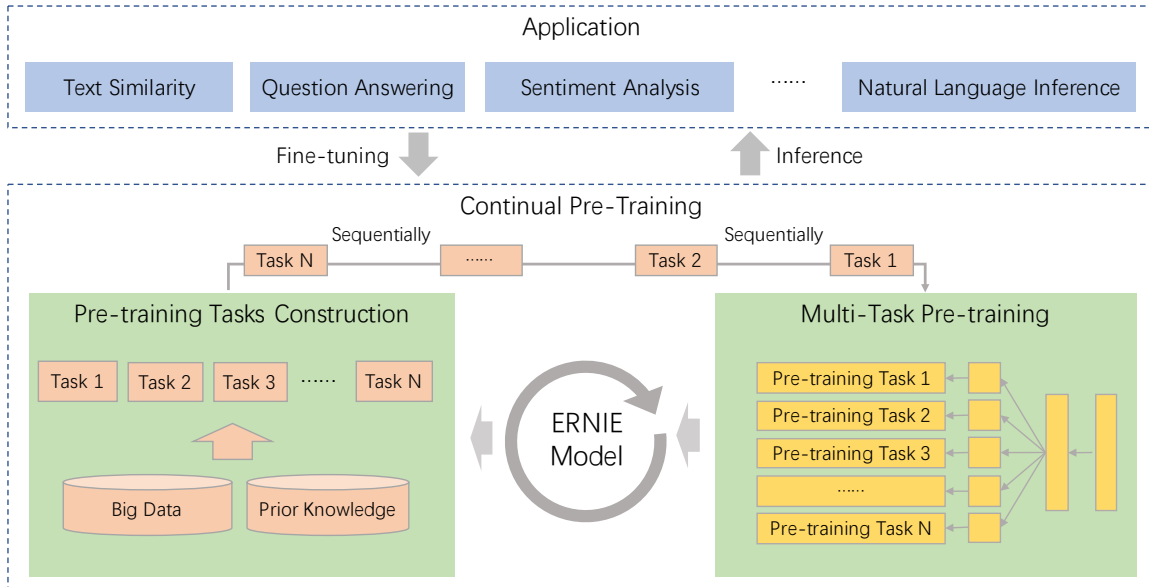 Application
Text Similarity
Question Answering
Sentiment Analysis
……
Natural Language Inference
Fine-tuning
Inference
Continual Pre-Training
Sequentially
Sequentially
Task N
……
Task 2
Task 1
Pre-training Tasks Construction
Task 1
Task 2
Task 3
……
Task N
Big Data
Prior Knowledge
ERNIE
Model
Multi-Task Pre-training
Pre-training Task 1
Pre-training Task 2
Pre-training Task 3
……
Pre-training Task N